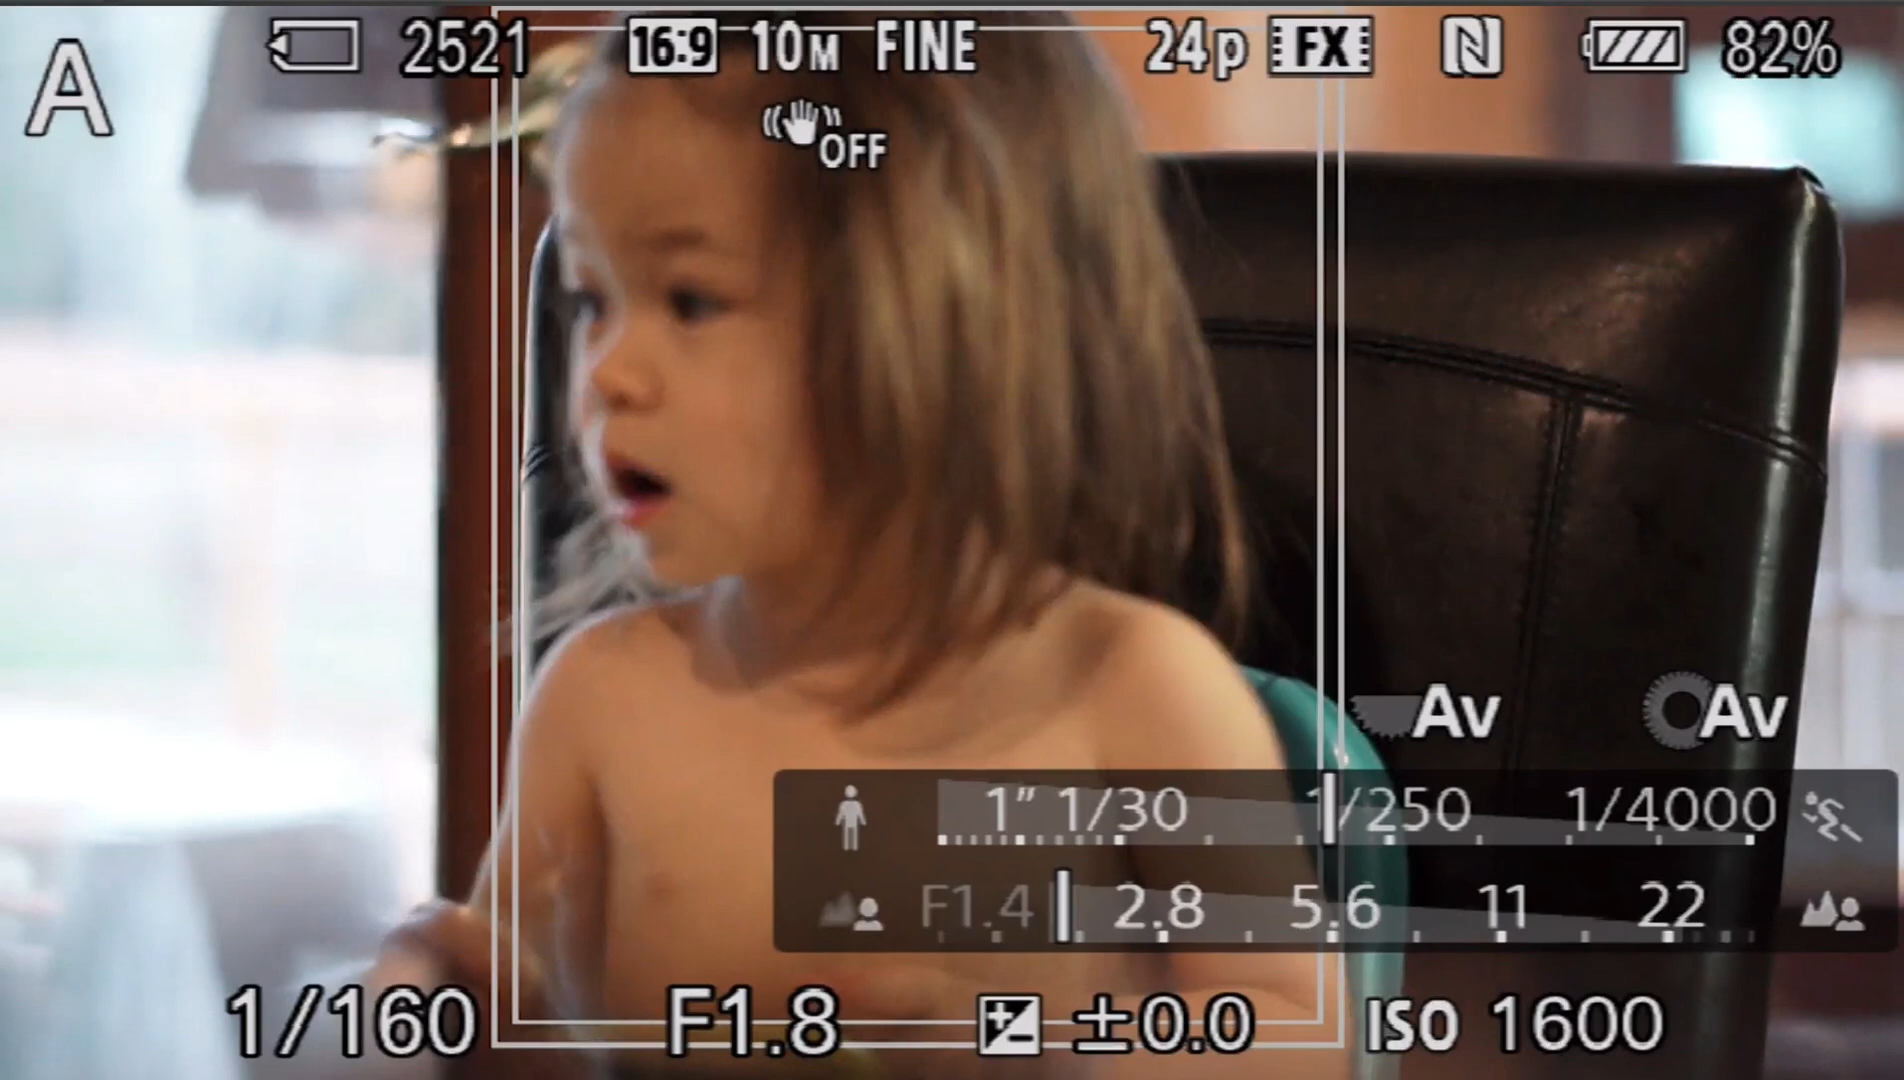 A 2521 16:9 10M FINE 24p FX N 82%
OFF
Av Av
1" 1/30 1/250 1/4000
F1.4 2.8 5.6 11 22
1/160 F1.8 ±0.0 ISO 1600